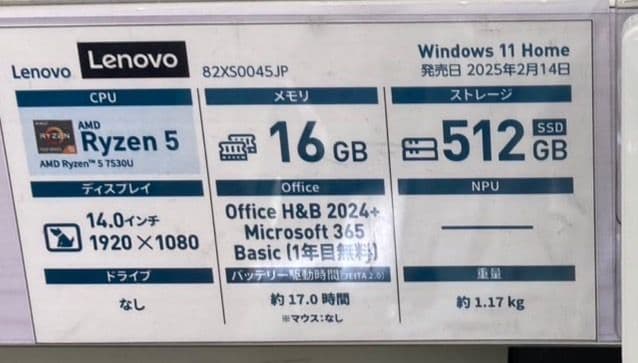 Lenovo Lenovo 82XS0045JP
Windows 11 Home
発売日 2025年2月14日
CPU
AMD
RYZEN
5
Ryzen 5
AMD Ryzen™ 5 7530U
メモリ
16 GB
ストレージ
512 SSD GB
ディスプレイ
14.0インチ
1920×1080
Office
Office H&B 2024+
Microsoft 365
Basic (1年目無料)
NPU
ドライブ
なし
バッテリー駆動時間(JEITA 2.0)
約 17.0 時間
※マウス:なし
重量
約 1.17 kg